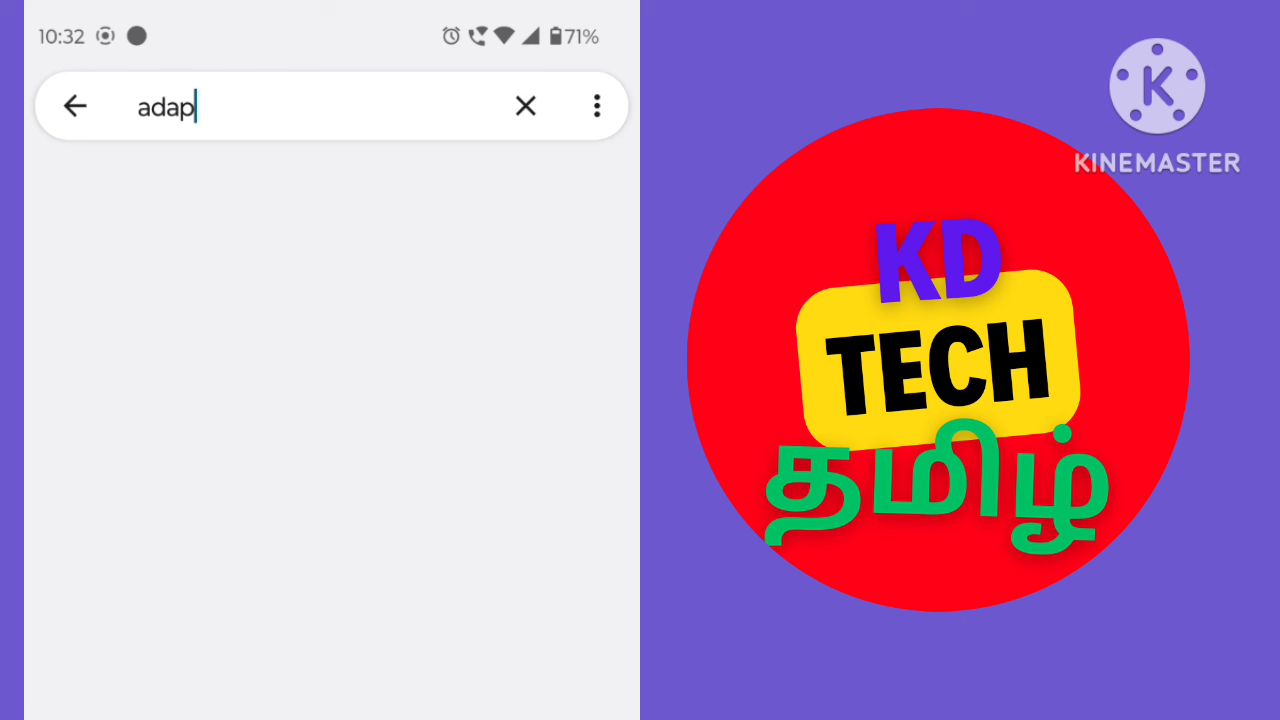 10:32
71%
adap
K
KINEMASTER
KD
TECH
தமிழ்